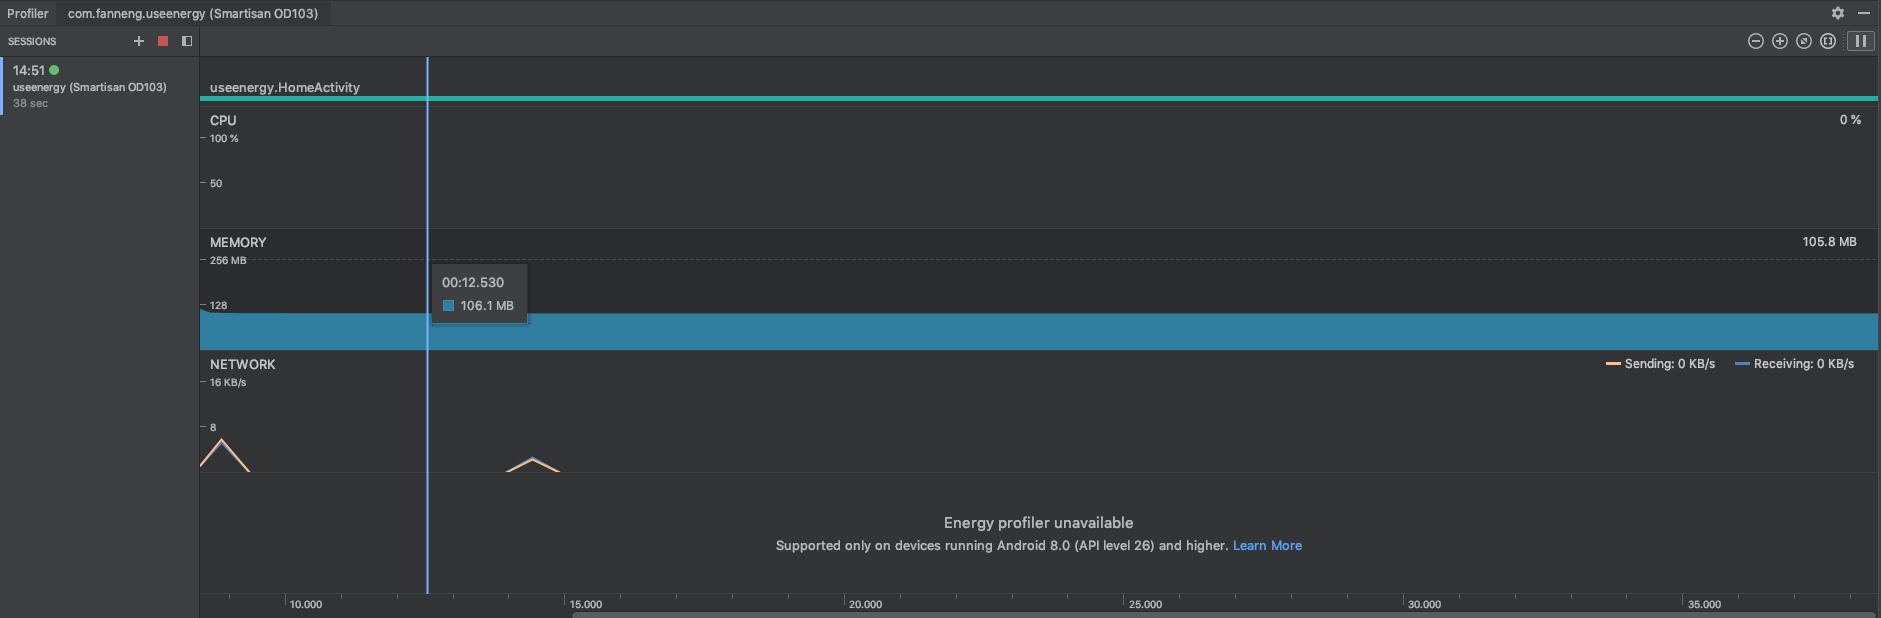 Profiler com.fanneng.useenergy (Smartisan OD103)
SESSIONS
14:51
useenergy (Smartisan OD103)
38 sec
useenergy.HomeActivity
CPU 0 %
100 %
50
MEMORY 105.8 MB
256 MB
00:12.530
128
106.1 MB
NETWORK Sending: 0 KB/s Receiving: 0 KB/s
16 KB/s
8
Energy profiler unavailable
Supported only on devices running Android 8.0 (API level 26) and higher. Learn More
10.000 15.000 20.000 25.000 30.000 35.000